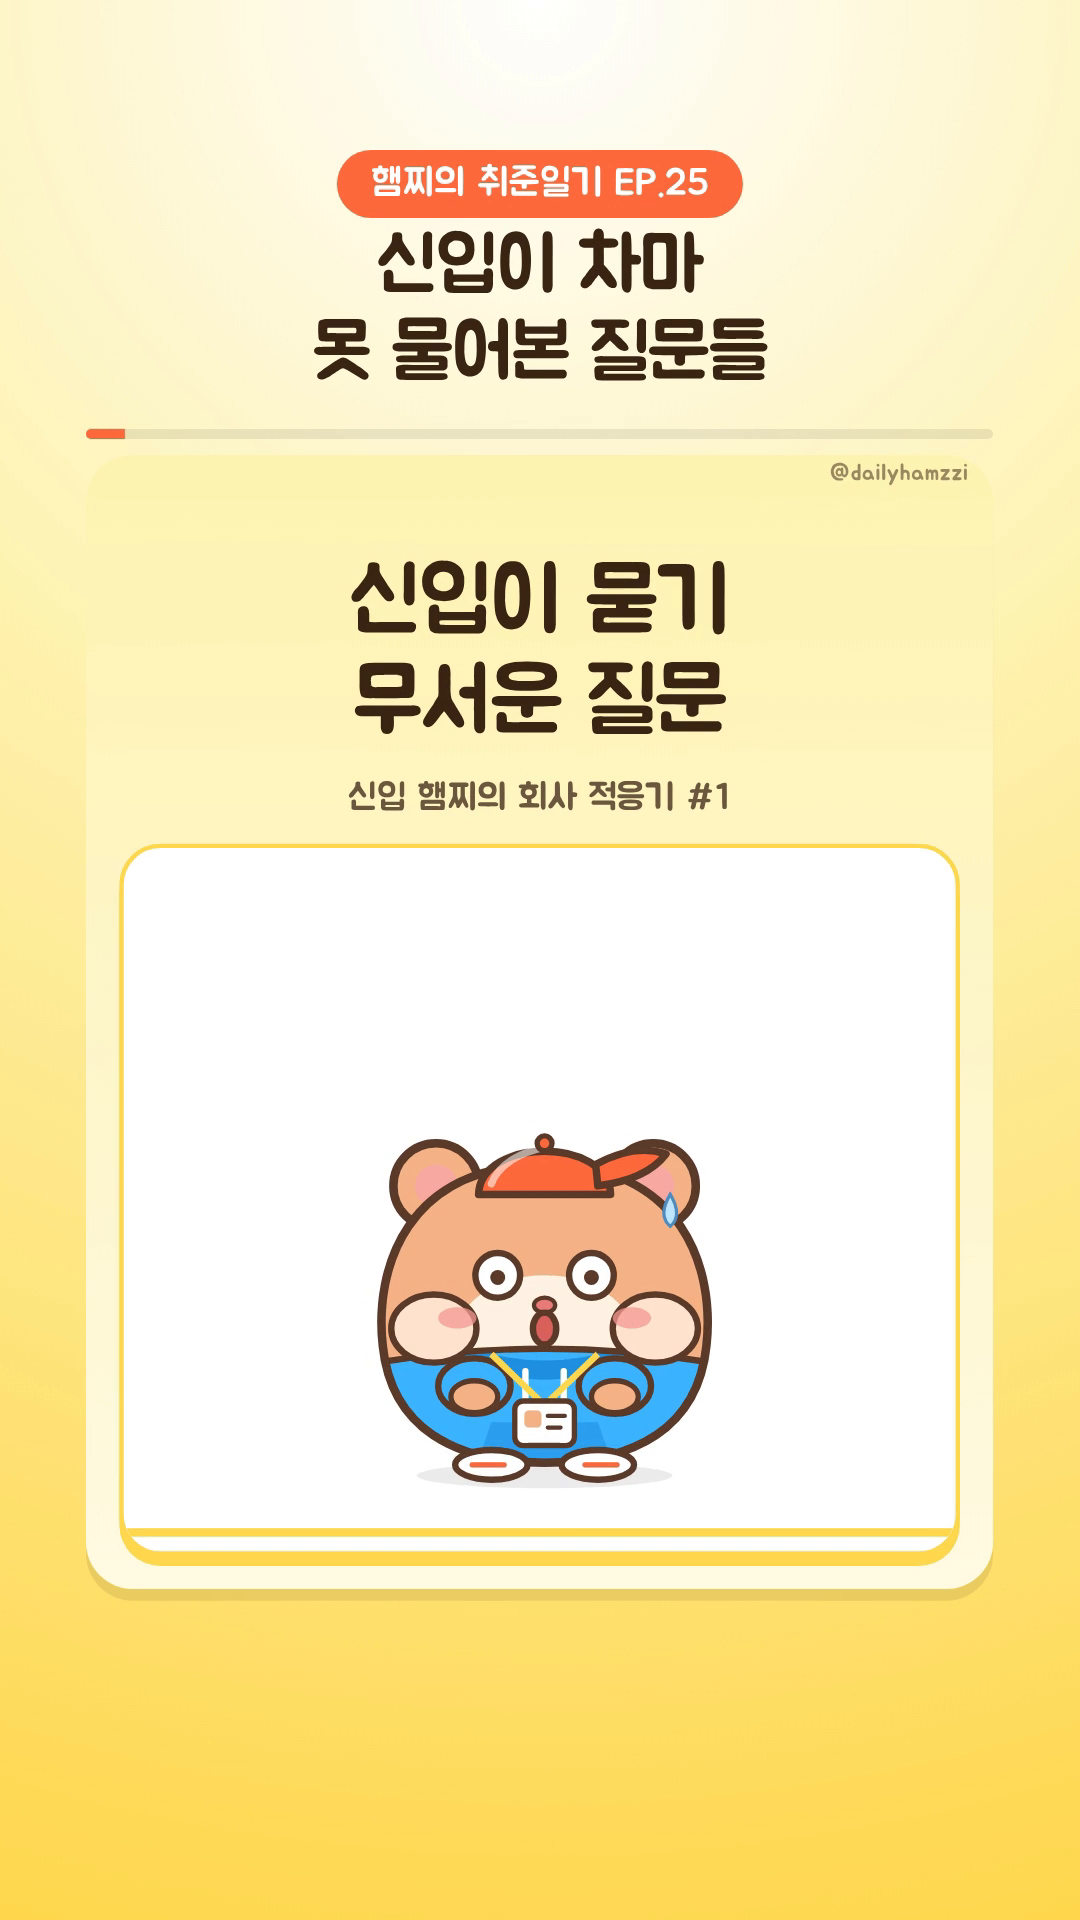 햄찌의 취준일기 EP.25
신입이 차마
못 물어본 질문들
@dailyhamzzi
신입이 묻기
무서운 질문
신입 햄찌의 회사 적응기 #1